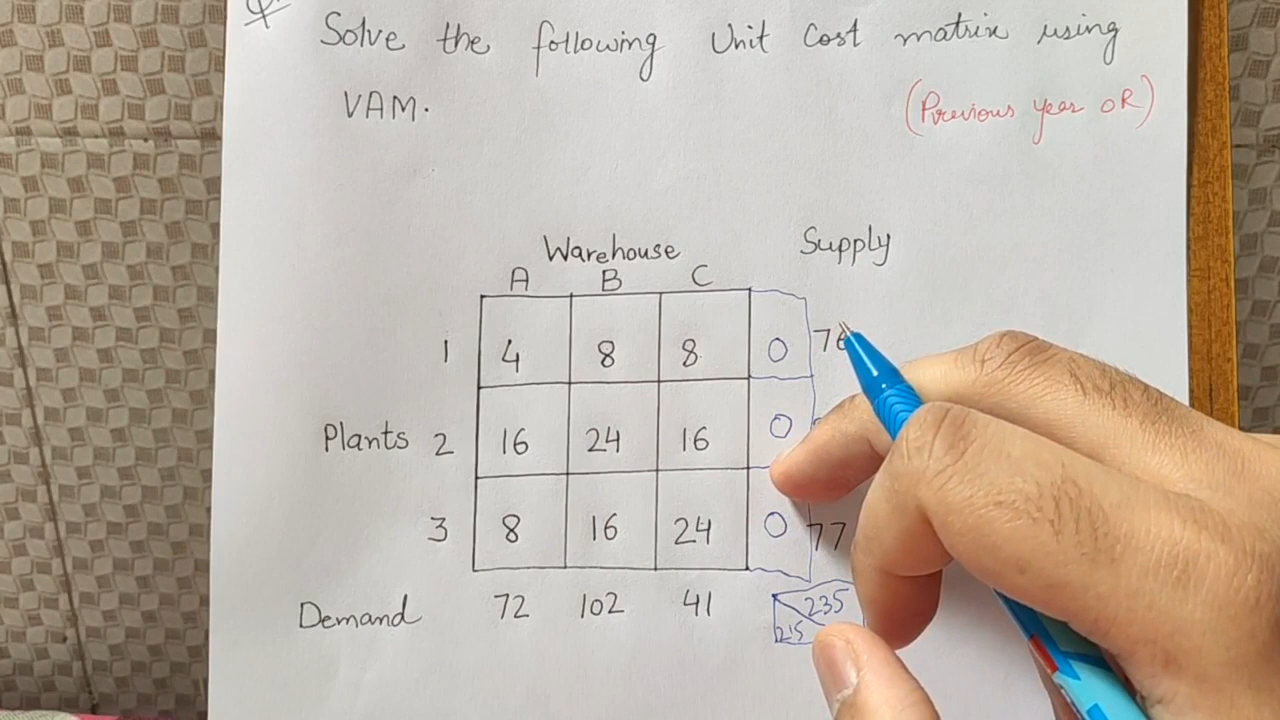 Q.
Solve the following Unit Cost matrix using
VAM.
(Previous year OR)
Warehouse Supply
A B C
1 4 8 8 0 76
Plants 2 16 24 16 0
3 8 16 24 0 77
Demand 72 102 41 235
215